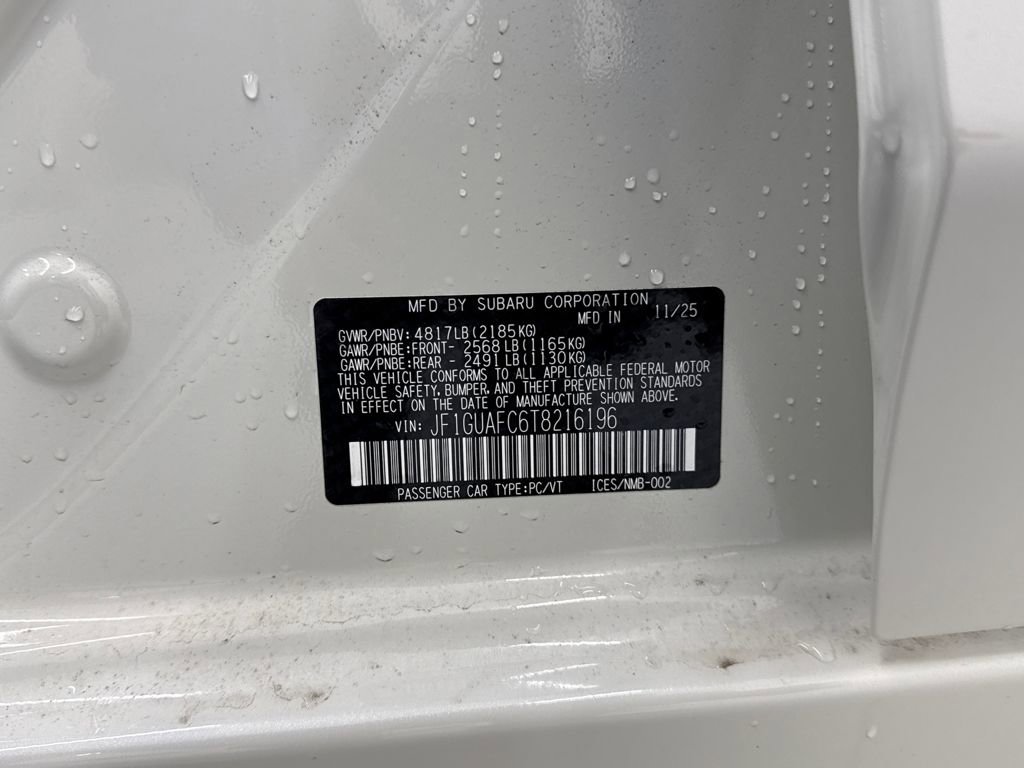 MFD BY SUBARU CORPORATION
MFD IN 11/25
GVWR/PNBV: 4817LB(2185KG)
GAWR/PNBE:FRONT- 2568LB(1165KG)
GAWR/PNBE:REAR - 2491LB(1130KG)
THIS VEHICLE CONFORMS TO ALL APPLICABLE FEDERAL MOTOR
VEHICLE SAFETY, BUMPER, AND THEFT PREVENTION STANDARDS
IN EFFECT ON THE DATE OF MANUFACTURE SHOWN ABOVE.
VIN: JF1GUAFC6T8216196
PASSENGER CAR TYPE:PC/VT ICES/NMB-002